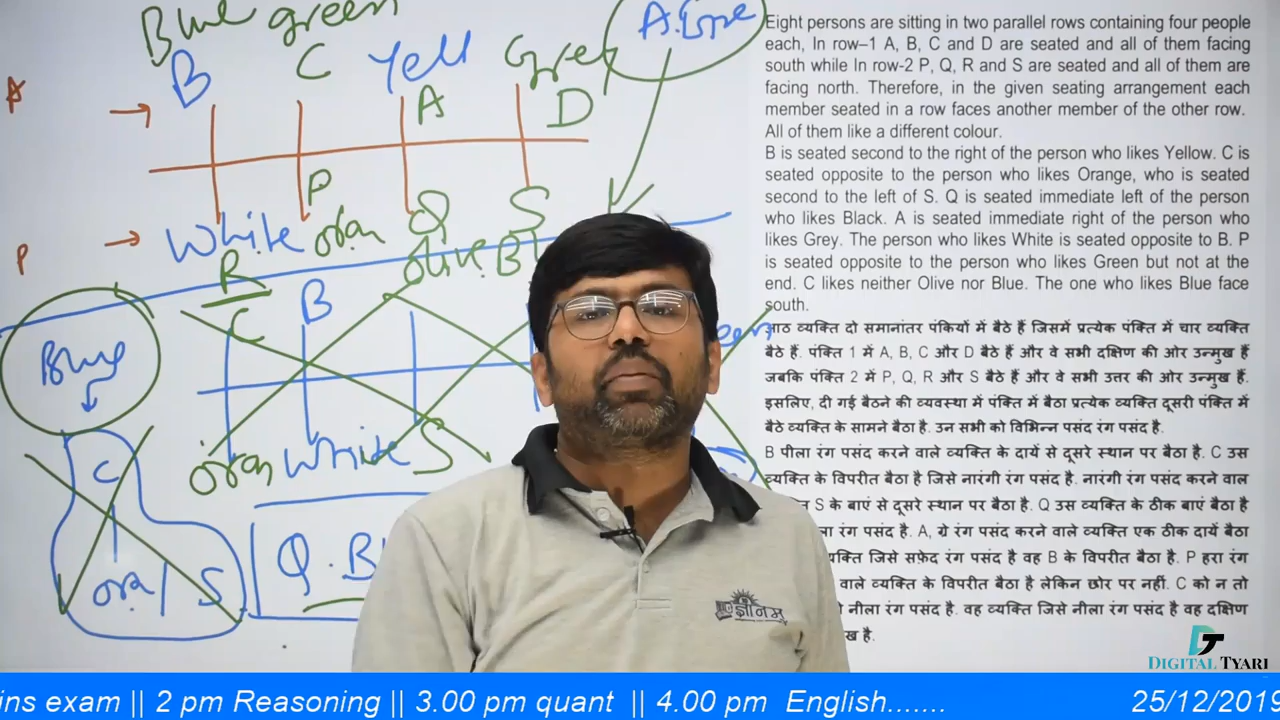 Blue green
B C Yell Grey A.Grey
A → A D
P
P → White oran Q S
R olive Bl
C B
Blue
oran White S
C
ora / S
Q . B
Eight persons are sitting in two parallel rows containing four people
each, In row–1 A, B, C and D are seated and all of them facing
south while In row-2 P, Q, R and S are seated and all of them are
facing north. Therefore, in the given seating arrangement each
member seated in a row faces another member of the other row.
All of them like a different colour.
B is seated second to the right of the person who likes Yellow. C is
seated opposite to the person who likes Orange, who is seated
second to the left of S. Q is seated immediate left of the person
who likes Black. A is seated immediate right of the person who
likes Grey. The person who likes White is seated opposite to B. P
is seated opposite to the person who likes Green but not at the
end. C likes neither Olive nor Blue. The one who likes Blue face
south.
आठ व्यक्ति दो समानांतर पंकियों में बैठे हैं जिसमें प्रत्येक पंक्ति में चार व्यक्ति
बैठे हैं. पंक्ति 1 में A, B, C और D बैठे हैं और वे सभी दक्षिण की ओर उन्मुख हैं
जबकि पंक्ति 2 में P, Q, R और S बैठे हैं और वे सभी उत्तर की ओर उन्मुख हैं.
इसलिए, दी गई बैठने की व्यवस्था में पंक्ति में बैठा प्रत्येक व्यक्ति दूसरी पंक्ति में
बैठे व्यक्ति के सामने बैठा है. उन सभी को विभिन्न पसंद रंग पसंद है.
B पीला रंग पसंद करने वाले व्यक्ति के दायें से दूसरे स्थान पर बैठा है. C उस
व्यक्ति के विपरीत बैठा है जिसे नारंगी रंग पसंद है. नारंगी रंग पसंद करने वाल
S के बाएं से दूसरे स्थान पर बैठा है. Q उस व्यक्ति के ठीक बाएं बैठा है
रंग पसंद है. A, ग्रे रंग पसंद करने वाले व्यक्ति एक ठीक दायें बैठा
जिसे सफ़ेद रंग पसंद है वह B के विपरीत बैठा है. P हरा रंग
वाले व्यक्ति के विपरीत बैठा है लेकिन छोर पर नहीं. C को न तो
नीला रंग पसंद है. वह व्यक्ति जिसे नीला रंग पसंद है वह दक्षिण
है.
ज्ञानम्
DIGITAL TYARI
ins exam || 2 pm Reasoning || 3.00 pm quant || 4.00 pm English.......
25/12/2019